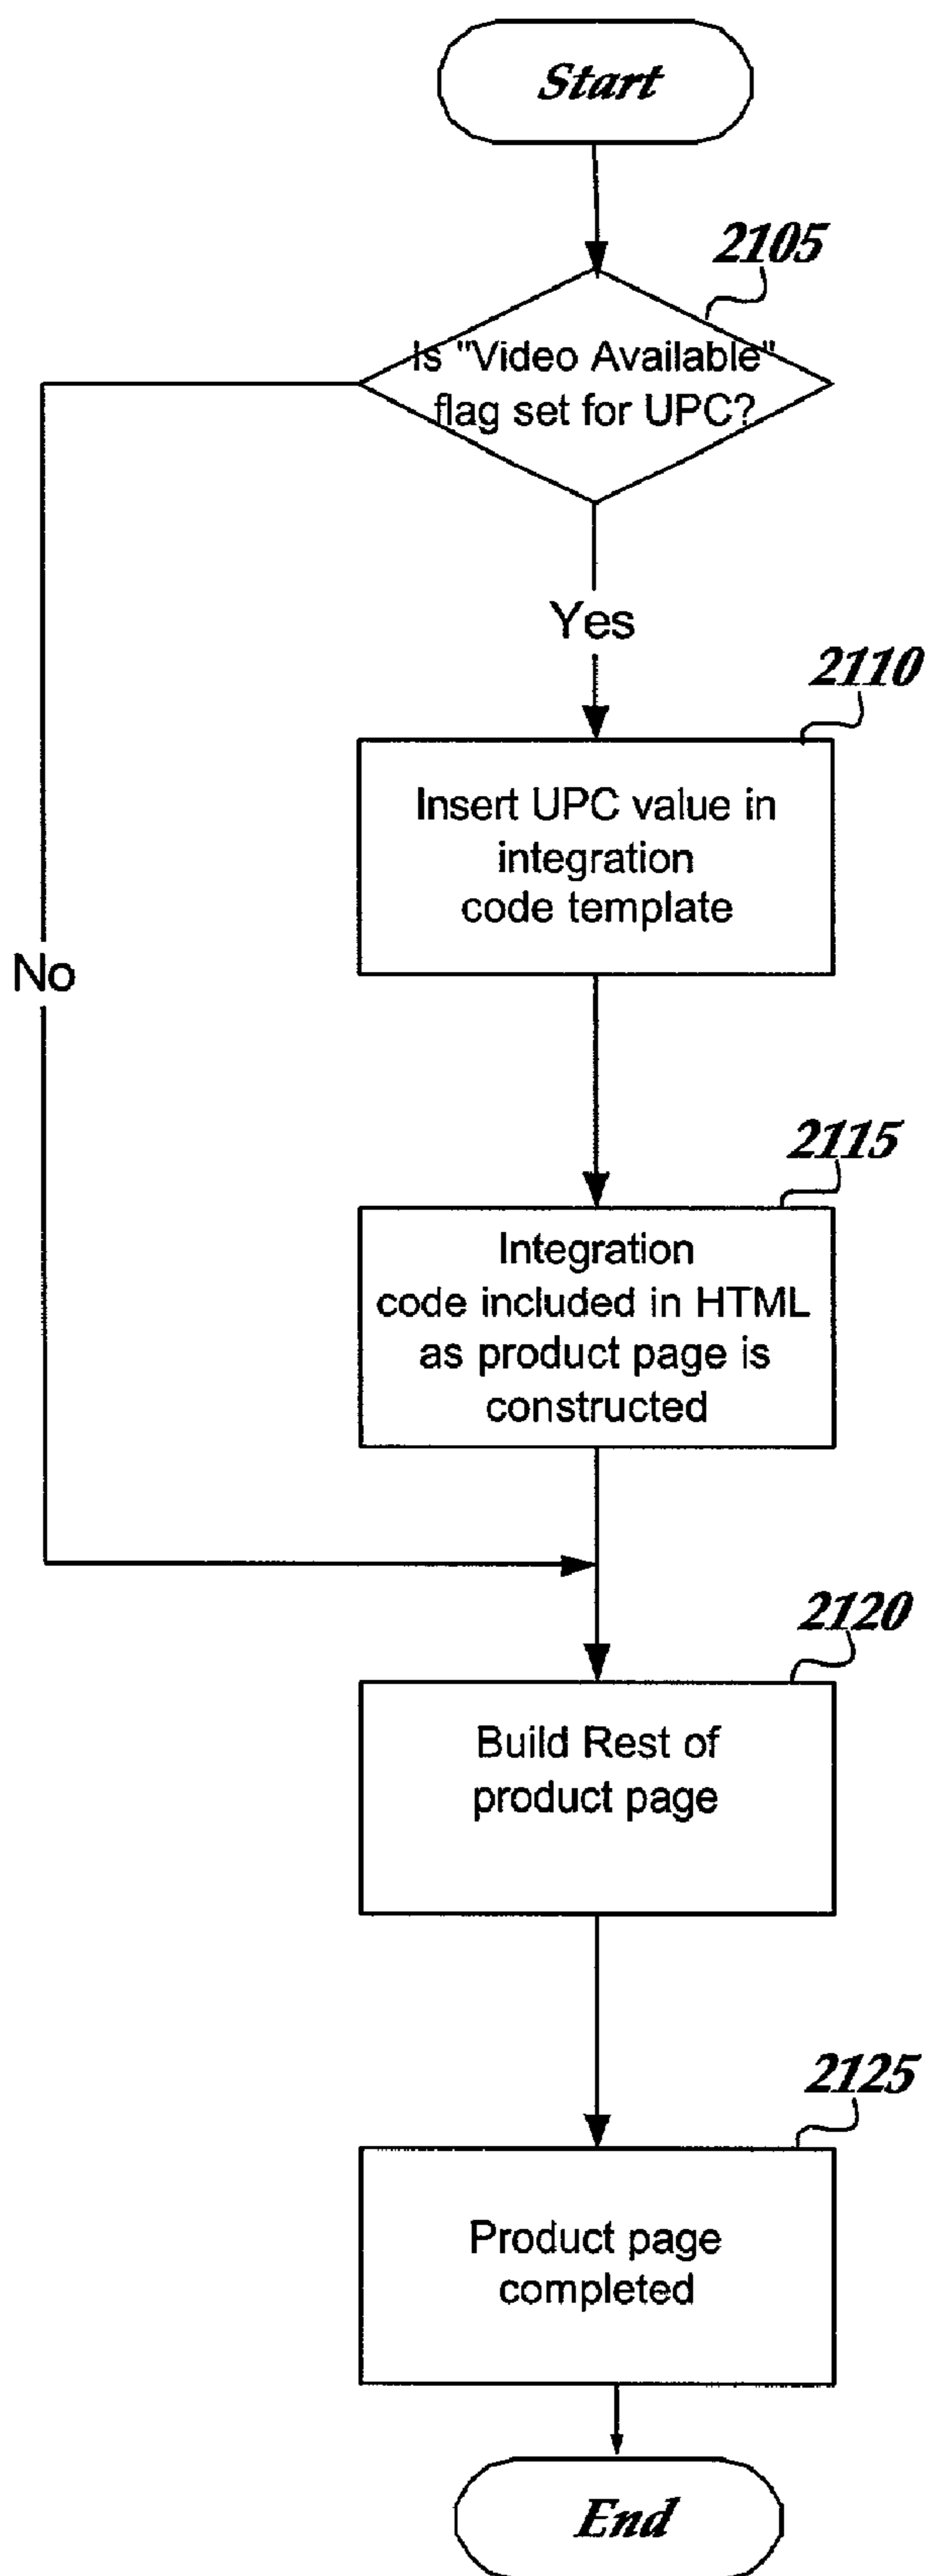 Start
2105
Is "Video Available"
flag set for UPC?
Yes
2110
Insert UPC value in
integration
code template
No
2115
Integration
code included in HTML
as product page is
constructed
2120
Build Rest of
product page
2125
Product page
completed
End